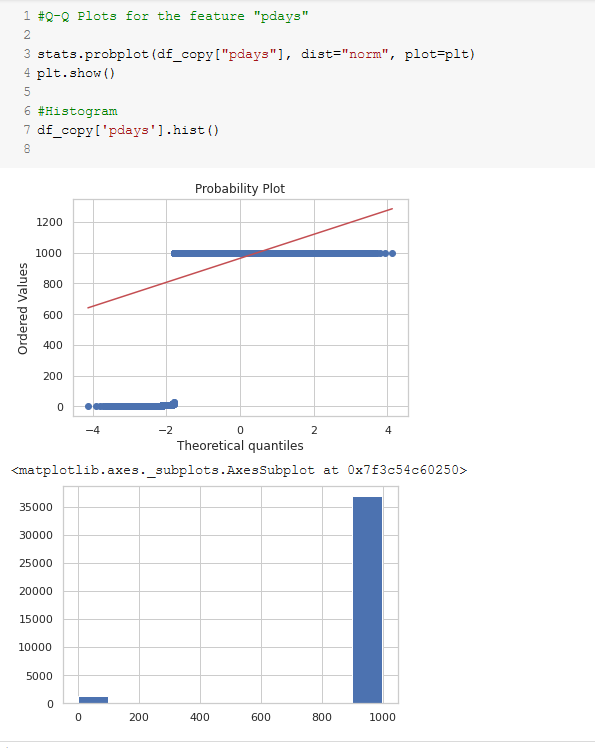 1 #Q-Q Plots for the feature "pdays"
2
3 stats.probplot(df_copy["pdays"], dist="norm", plot=plt)
4 plt.show()
5
6 #Histogram
7 df_copy['pdays'].hist()
8
Probability Plot
1200
1000
800
600
400
200
0
Ordered Values
−4 −2 0 2 4
Theoretical quantiles
<matplotlib.axes._subplots.AxesSubplot at 0x7f3c54c60250>
35000
30000
25000
20000
15000
10000
5000
0
0 200 400 600 800 1000